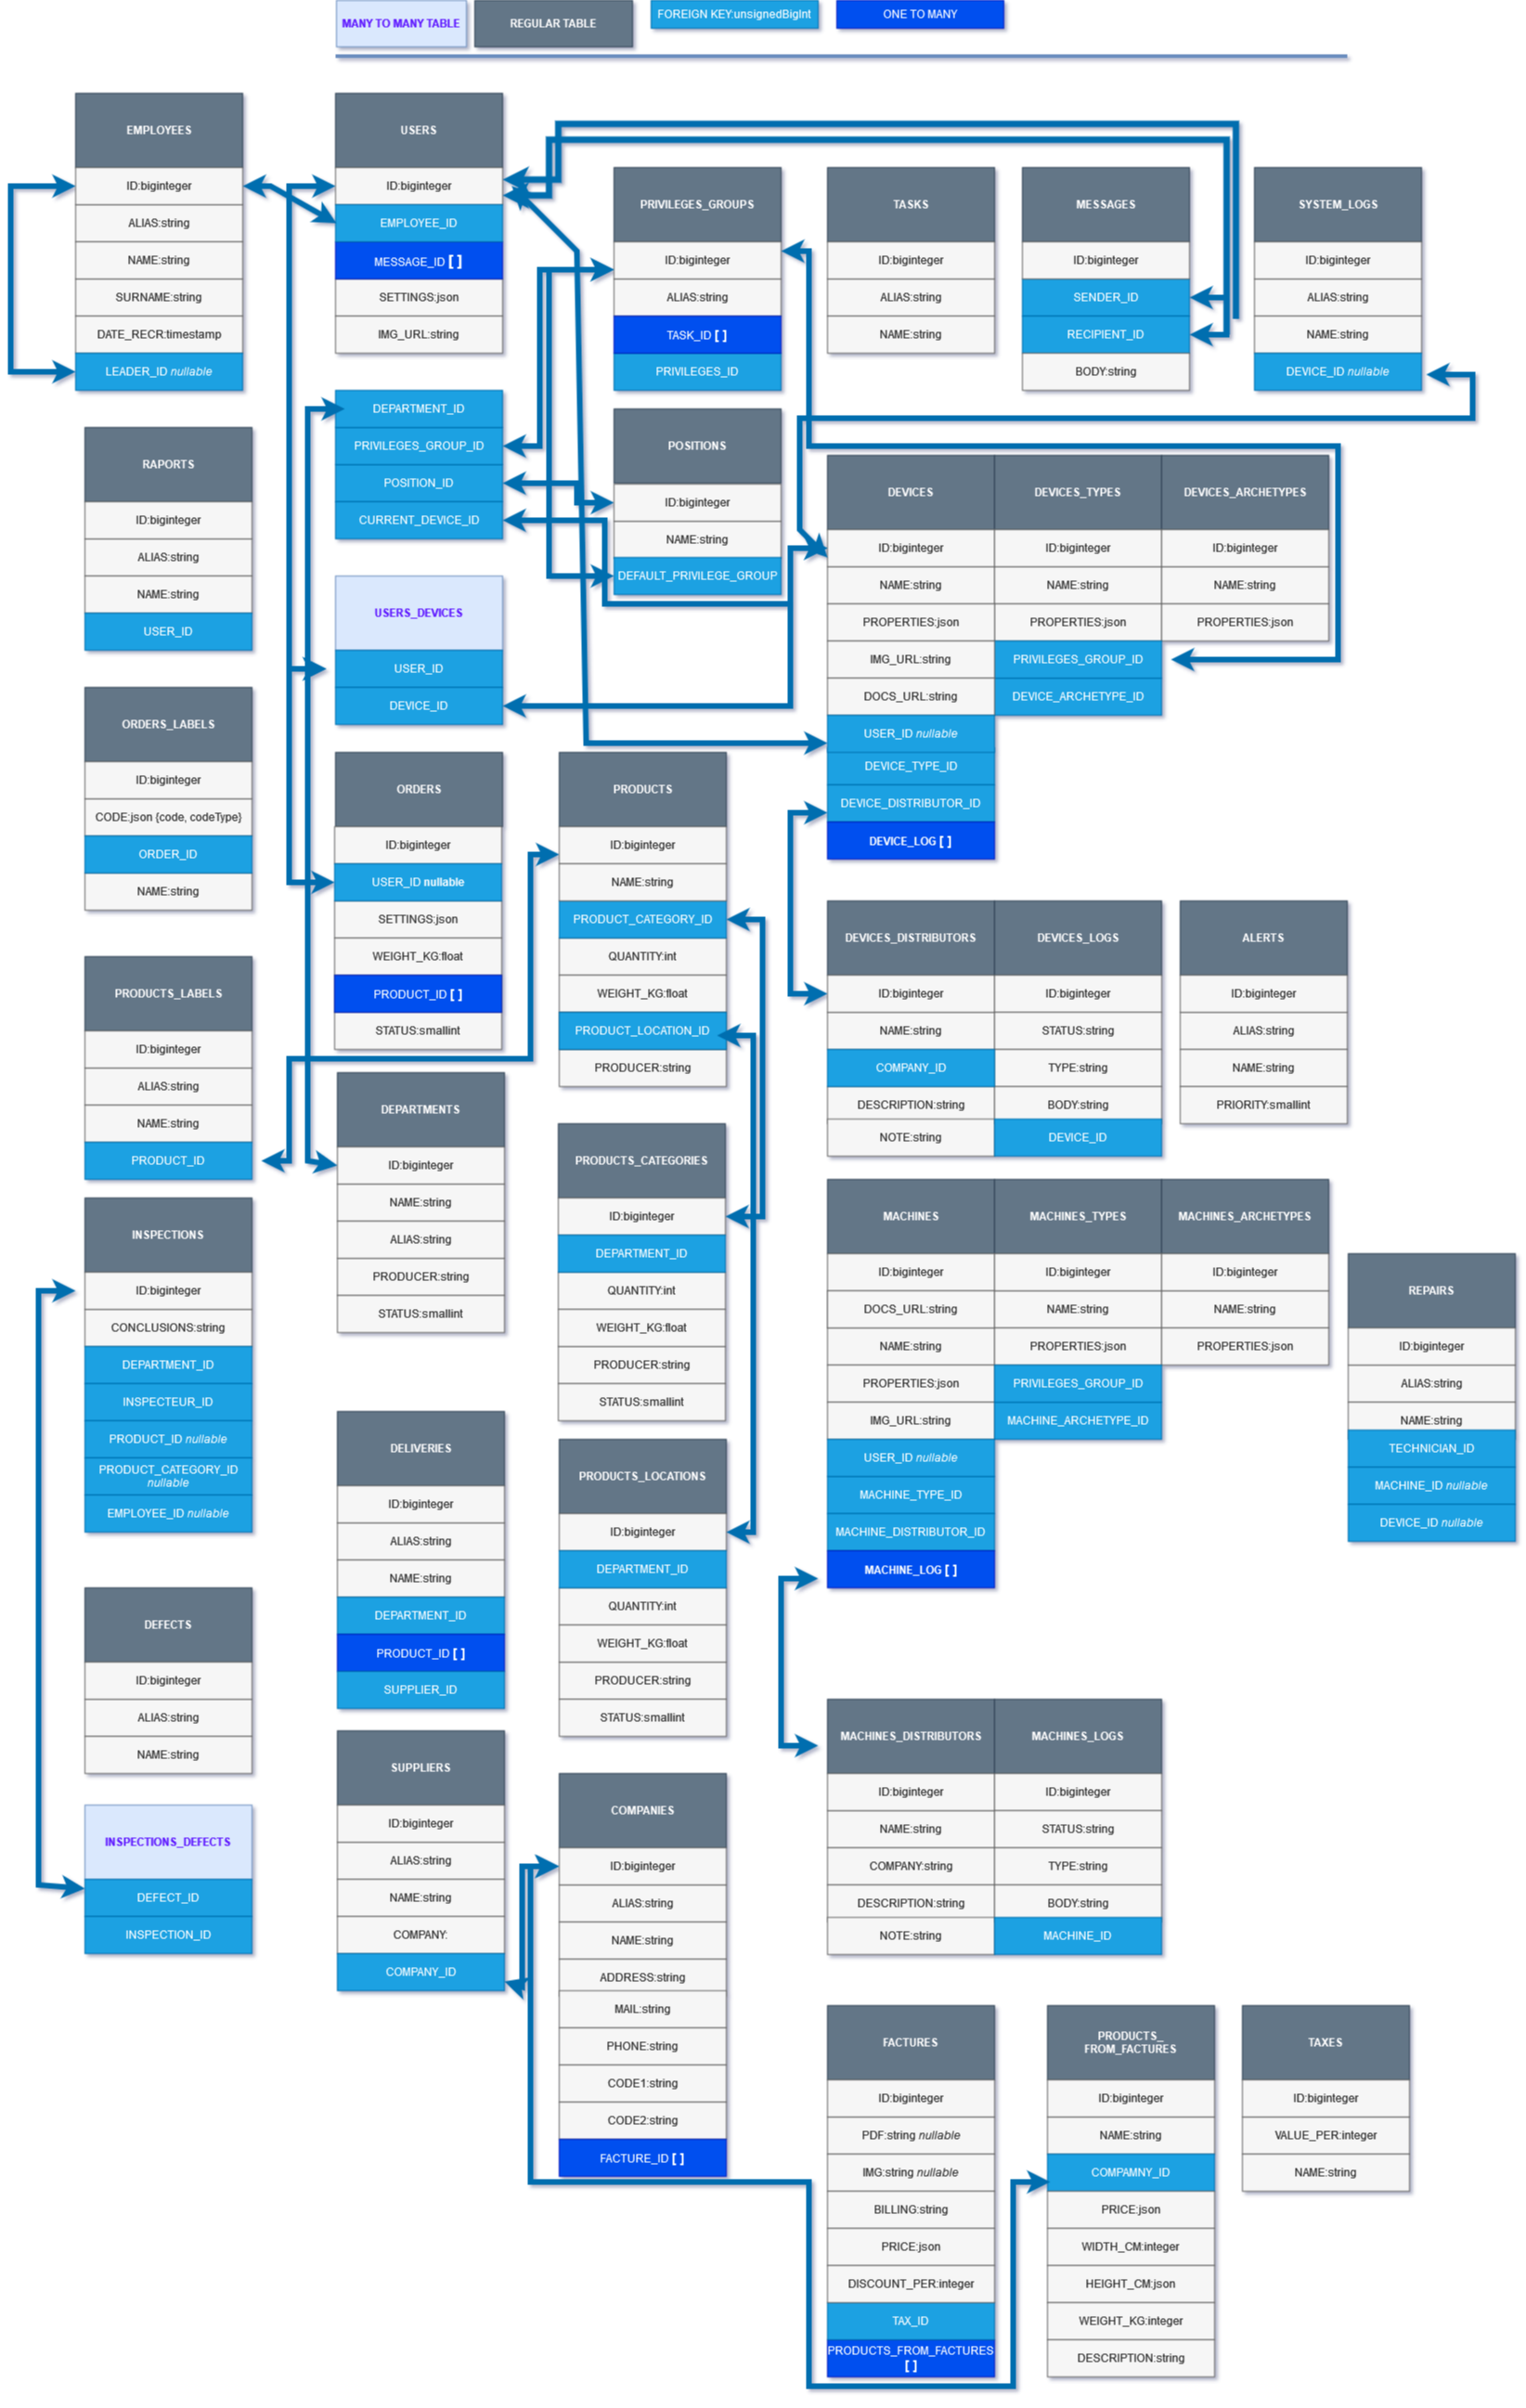 MANY TO MANY TABLE
REGULAR TABLE
FOREIGN KEY:unsignedBigInt
ONE TO MANY
EMPLOYEES
ID:biginteger
ALIAS:string
NAME:string
SURNAME:string
DATE_RECR:timestamp
LEADER_ID nullable
USERS
ID:biginteger
EMPLOYEE_ID
MESSAGE_ID [ ]
SETTINGS:json
IMG_URL:string
DEPARTMENT_ID
PRIVILEGES_GROUP_ID
POSITION_ID
CURRENT_DEVICE_ID
PRIVILEGES_GROUPS
ID:biginteger
ALIAS:string
TASK_ID [ ]
PRIVILEGES_ID
TASKS
ID:biginteger
ALIAS:string
NAME:string
MESSAGES
ID:biginteger
SENDER_ID
RECIPIENT_ID
BODY:string
SYSTEM_LOGS
ID:biginteger
ALIAS:string
NAME:string
DEVICE_ID nullable
RAPORTS
ID:biginteger
ALIAS:string
NAME:string
USER_ID
POSITIONS
ID:biginteger
NAME:string
DEFAULT_PRIVILEGE_GROUP
DEVICES
ID:biginteger
NAME:string
PROPERTIES:json
IMG_URL:string
DOCS_URL:string
USER_ID nullable
DEVICE_TYPE_ID
DEVICE_DISTRIBUTOR_ID
DEVICE_LOG [ ]
DEVICES_TYPES
ID:biginteger
NAME:string
PROPERTIES:json
PRIVILEGES_GROUP_ID
DEVICE_ARCHETYPE_ID
DEVICES_ARCHETYPES
ID:biginteger
NAME:string
PROPERTIES:json
USERS_DEVICES
USER_ID
DEVICE_ID
ORDERS_LABELS
ID:biginteger
CODE:json {code, codeType}
ORDER_ID
NAME:string
ORDERS
ID:biginteger
USER_ID nullable
SETTINGS:json
WEIGHT_KG:float
PRODUCT_ID [ ]
STATUS:smallint
PRODUCTS
ID:biginteger
NAME:string
PRODUCT_CATEGORY_ID
QUANTITY:int
WEIGHT_KG:float
PRODUCT_LOCATION_ID
PRODUCER:string
DEVICES_DISTRIBUTORS
ID:biginteger
NAME:string
COMPANY_ID
DESCRIPTION:string
NOTE:string
DEVICES_LOGS
ID:biginteger
STATUS:string
TYPE:string
BODY:string
DEVICE_ID
ALERTS
ID:biginteger
ALIAS:string
NAME:string
PRIORITY:smallint
PRODUCTS_LABELS
ID:biginteger
ALIAS:string
NAME:string
PRODUCT_ID
DEPARTMENTS
ID:biginteger
NAME:string
ALIAS:string
PRODUCER:string
STATUS:smallint
PRODUCTS_CATEGORIES
ID:biginteger
DEPARTMENT_ID
QUANTITY:int
WEIGHT_KG:float
PRODUCER:string
STATUS:smallint
MACHINES
ID:biginteger
DOCS_URL:string
NAME:string
PROPERTIES:json
IMG_URL:string
USER_ID nullable
MACHINE_TYPE_ID
MACHINE_DISTRIBUTOR_ID
MACHINE_LOG [ ]
MACHINES_TYPES
ID:biginteger
NAME:string
PROPERTIES:json
PRIVILEGES_GROUP_ID
MACHINE_ARCHETYPE_ID
MACHINES_ARCHETYPES
ID:biginteger
NAME:string
PROPERTIES:json
REPAIRS
ID:biginteger
ALIAS:string
NAME:string
TECHNICIAN_ID
MACHINE_ID nullable
DEVICE_ID nullable
INSPECTIONS
ID:biginteger
CONCLUSIONS:string
DEPARTMENT_ID
INSPECTEUR_ID
PRODUCT_ID nullable
PRODUCT_CATEGORY_ID
nullable
EMPLOYEE_ID nullable
DELIVERIES
ID:biginteger
ALIAS:string
NAME:string
DEPARTMENT_ID
PRODUCT_ID [ ]
SUPPLIER_ID
PRODUCTS_LOCATIONS
ID:biginteger
DEPARTMENT_ID
QUANTITY:int
WEIGHT_KG:float
PRODUCER:string
STATUS:smallint
DEFECTS
ID:biginteger
ALIAS:string
NAME:string
INSPECTIONS_DEFECTS
DEFECT_ID
INSPECTION_ID
SUPPLIERS
ID:biginteger
ALIAS:string
NAME:string
COMPANY:
COMPANY_ID
COMPANIES
ID:biginteger
ALIAS:string
NAME:string
ADDRESS:string
MAIL:string
PHONE:string
CODE1:string
CODE2:string
FACTURE_ID [ ]
MACHINES_DISTRIBUTORS
ID:biginteger
NAME:string
COMPANY:string
DESCRIPTION:string
NOTE:string
MACHINES_LOGS
ID:biginteger
STATUS:string
TYPE:string
BODY:string
MACHINE_ID
FACTURES
ID:biginteger
PDF:string nullable
IMG:string nullable
BILLING:string
PRICE:json
DISCOUNT_PER:integer
TAX_ID
PRODUCTS_FROM_FACTURES
[ ]
PRODUCTS_
FROM_FACTURES
ID:biginteger
NAME:string
COMPAMNY_ID
PRICE:json
WIDTH_CM:integer
HEIGHT_CM:json
WEIGHT_KG:integer
DESCRIPTION:string
TAXES
ID:biginteger
VALUE_PER:integer
NAME:string